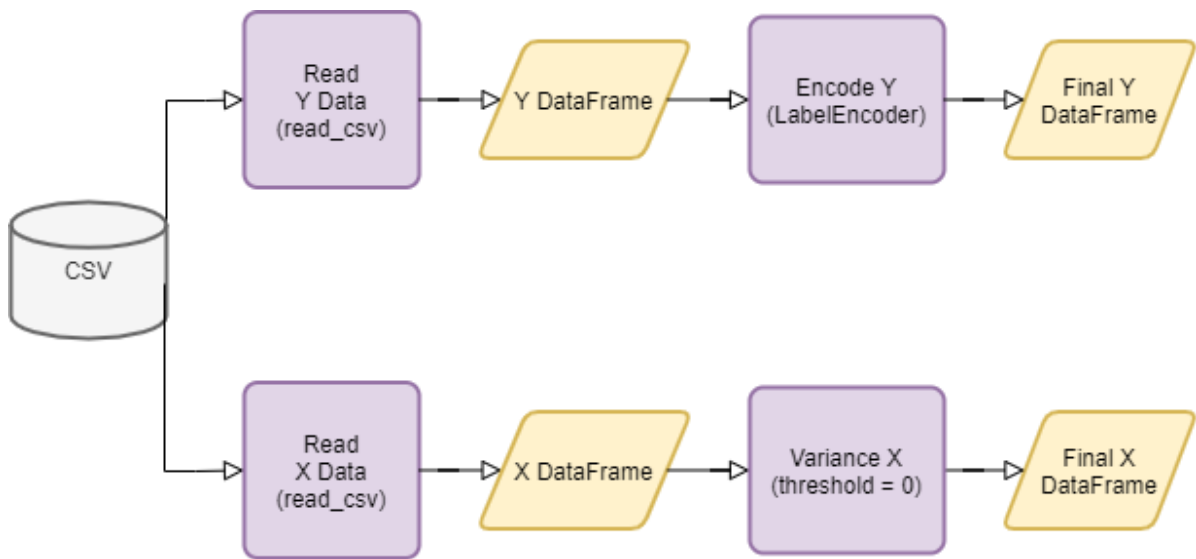 CSV
Read
Y Data
(read_csv)
Y DataFrame
Encode Y
(LabelEncoder)
Final Y
DataFrame
Read
X Data
(read_csv)
X DataFrame
Variance X
(threshold = 0)
Final X
DataFrame